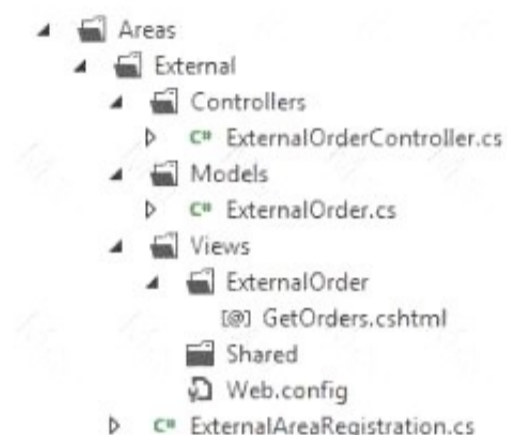 Areas
External
Controllers
C# ExternalOrderController.cs
Models
C# ExternalOrder.cs
Views
ExternalOrder
[@] GetOrders.cshtml
Shared
Web.config
C# ExternalAreaRegistration.cs